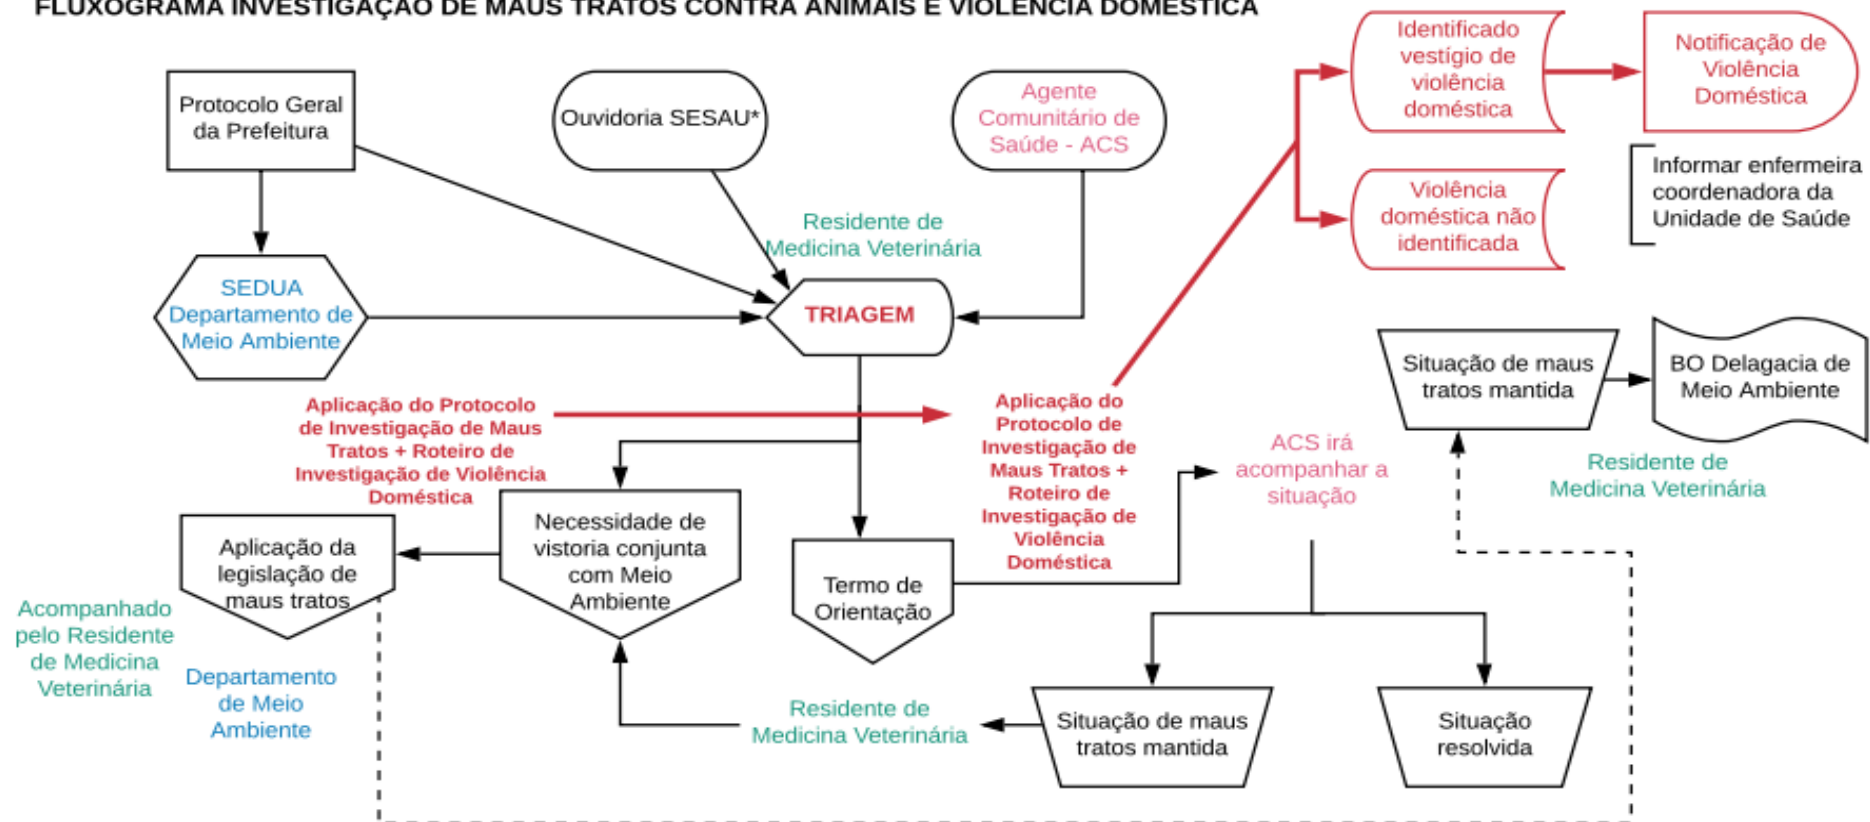 FLUXOGRAMA INVESTIGAÇÃO DE MAUS TRATOS CONTRA ANIMAIS E VIOLÊNCIA DOMÉSTICA
Protocolo Geral
da Prefeitura
Ouvidoria SESAU*
Agente
Comunitário de
Saúde - ACS
Identificado
vestígio de
violência
doméstica
Notificação de
Violência
Doméstica
Informar enfermeira
coordenadora da
Unidade de Saúde
Violência
doméstica não
identificada
Residente de
Medicina Veterinária
SEDUA
Departamento de
Meio Ambiente
TRIAGEM
Situação de maus
tratos mantida
BO Delagacia de
Meio Ambiente
Residente de
Medicina Veterinária
Aplicação do Protocolo
de Investigação de Maus
Tratos + Roteiro de
Investigação de Violência
Doméstica
Aplicação do
Protocolo de
Investigação de
Maus Tratos +
Roteiro de
Investigação de
Violência
Doméstica
ACS irá
acompanhar a
situação
Aplicação da
legislação de
maus tratos
Necessidade de
vistoria conjunta
com Meio
Ambiente
Termo de
Orientação
Acompanhado
pelo Residente
de Medicina
Veterinária
Departamento
de Meio
Ambiente
Residente de
Medicina Veterinária
Situação de maus
tratos mantida
Situação
resolvida